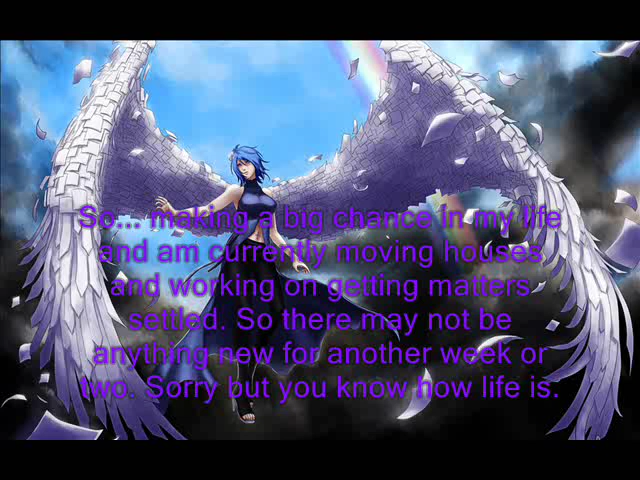 So... making a big chance in my life
and am currently moving houses
and working on getting matters
settled. So there may not be
anything new for another week or
two. Sorry but you know how life is.